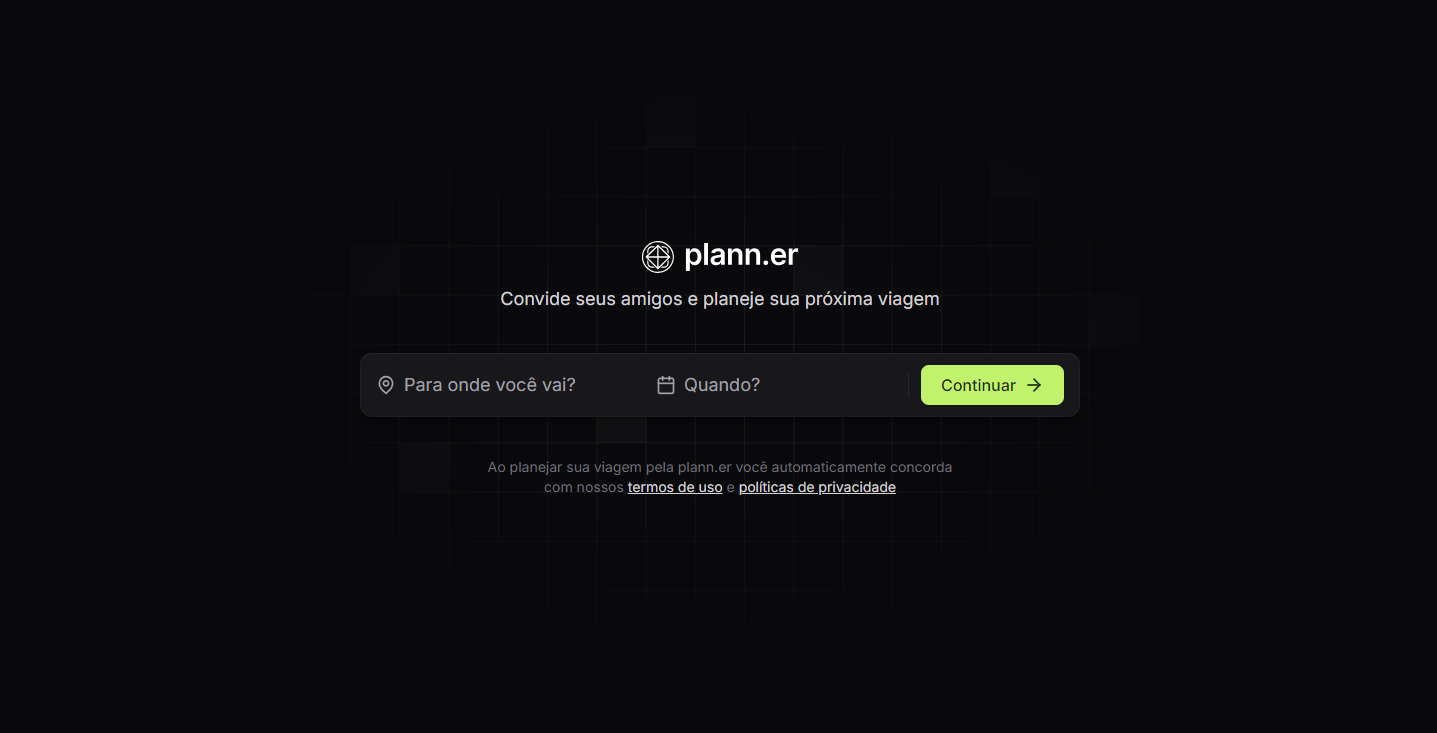 plann.er
Convide seus amigos e planeje sua próxima viagem
Para onde você vai? Quando? Continuar
Ao planejar sua viagem pela plann.er você automaticamente concorda
com nossos termos de uso e políticas de privacidade